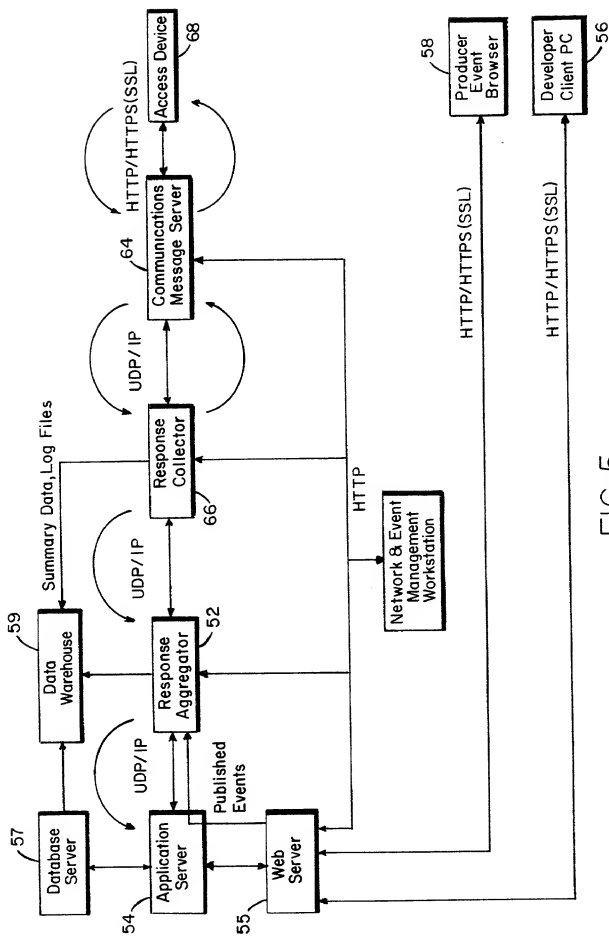 57
Database
Server
59
Data
Warehouse
Summary Data, Log Files
UDP/IP
UDP/IP
UDP/IP
HTTP/HTTPS(SSL)
54
Application
Server
52
Response
Aggregator
66
Response
Collector
64
Communications
Message Server
68
Access Device
Published
Events
55
Web
Server
HTTP
Network & Event
Management
Workstation
HTTP/HTTPS(SSL)
58
Producer
Event
Browser
HTTP/HTTPS(SSL)
56
Developer
Client PC
FIG. 5